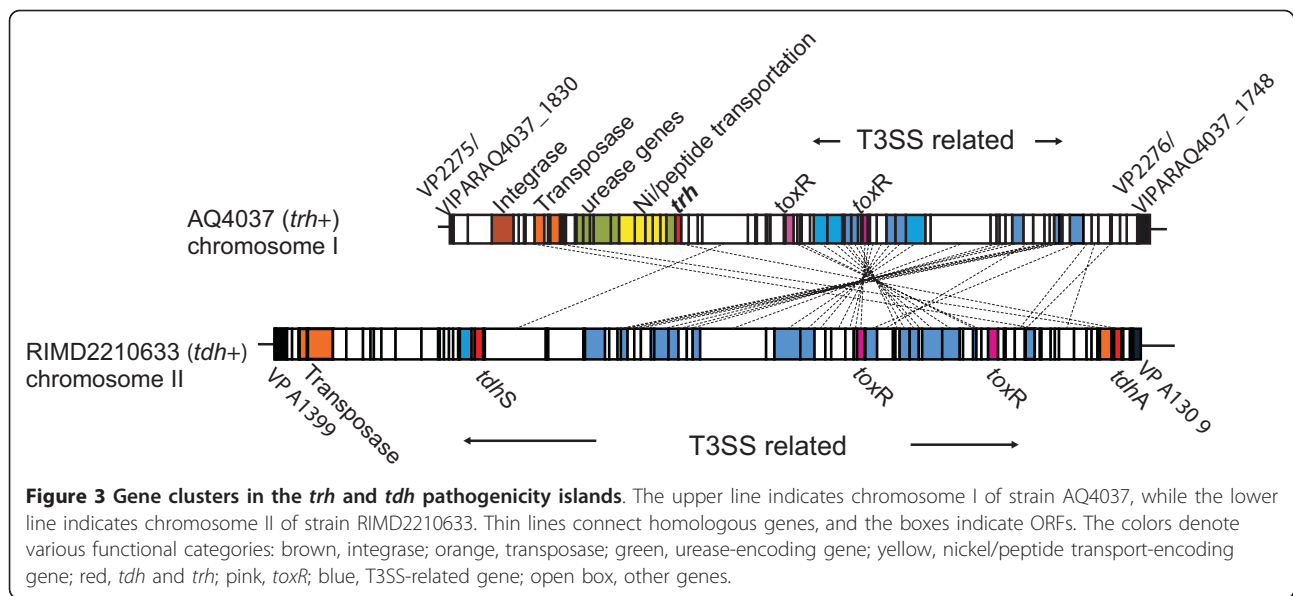 VP2275/
VIPARAQ4037_1830
Integrase
Transposase
urease genes
Ni/peptide transportation
trh
toxR
toxR
T3SS related
VP2276/
VIPARAQ4037_1748
AQ4037 (trh+)
chromosome I
RIMD2210633 (tdh+)
chromosome II
VPA1399
Transposase
tdhS
toxR
toxR
tdhA
VPA1309
T3SS related
Figure 3 Gene clusters in the trh and tdh pathogenicity islands. The upper line indicates chromosome I of strain AQ4037, while the lower
line indicates chromosome II of strain RIMD2210633. Thin lines connect homologous genes, and the boxes indicate ORFs. The colors denote
various functional categories: brown, integrase; orange, transposase; green, urease-encoding gene; yellow, nickel/peptide transport-encoding
gene; red, tdh and trh; pink, toxR; blue, T3SS-related gene; open box, other genes.